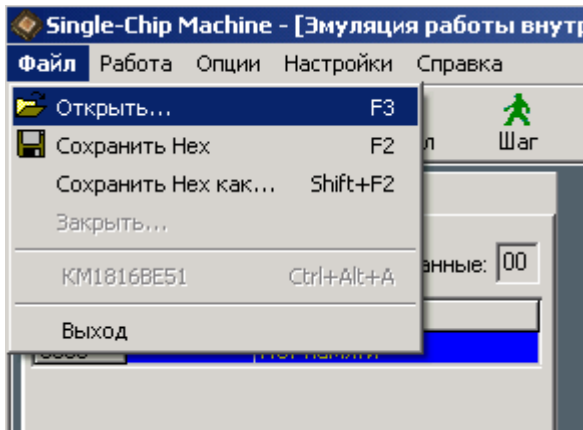 Single-Chip Machine - [Эмуляция работы внутр
Файл Работа Опции Настройки Справка
Открыть... F3
Сохранить Hex F2
л Шаг
Сохранить Hex как... Shift+F2
Закрыть...
анные: 00
KM1816BE51 Ctrl+Alt+A
Выход